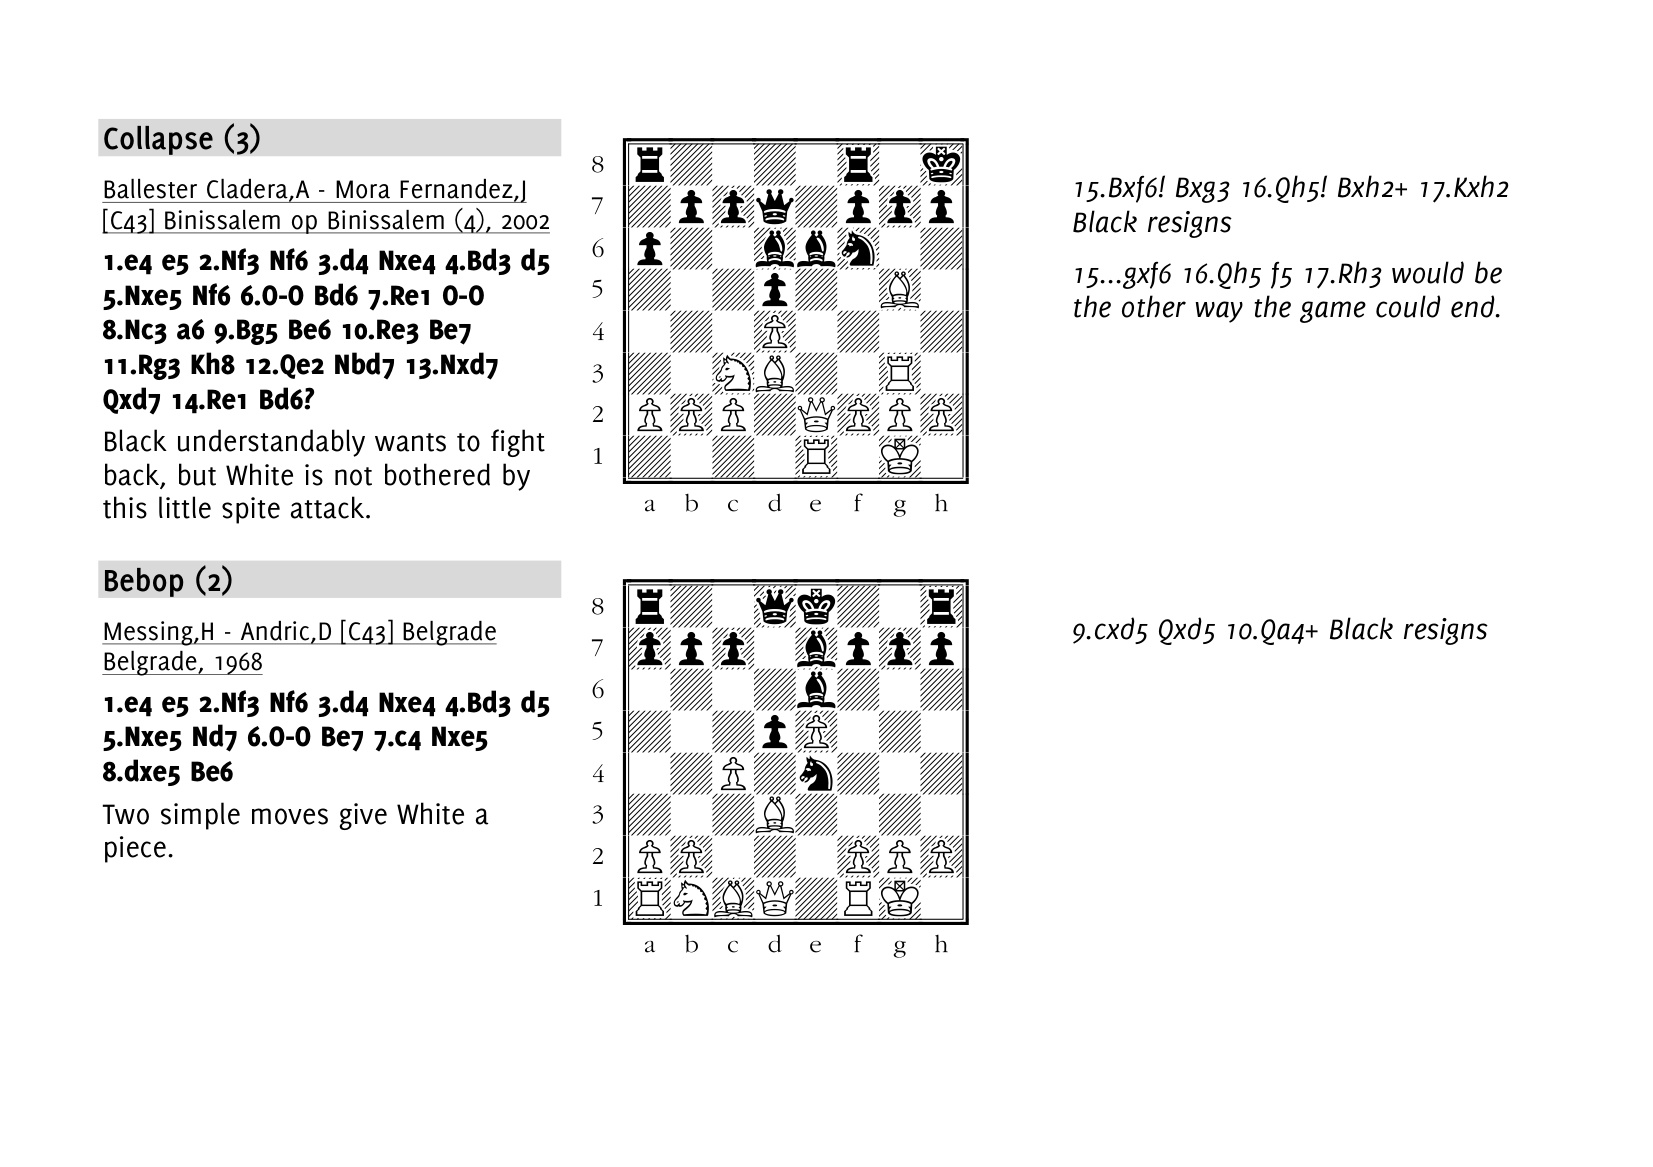 Collapse (3)
Ballester Cladera,A - Mora Fernandez,J
[C43] Binissalem op Binissalem (4), 2002
1.e4 e5 2.Nf3 Nf6 3.d4 Nxe4 4.Bd3 d5
5.Nxe5 Nf6 6.0-0 Bd6 7.Re1 0-0
8.Nc3 a6 9.Bg5 Be6 10.Re3 Be7
11.Rg3 Kh8 12.Qe2 Nbd7 13.Nxd7
Qxd7 14.Re1 Bd6?
Black understandably wants to fight
back, but White is not bothered by
this little spite attack.
8
7
6
5
4
3
2
1
a b c d e f g h
15.Bxf6! Bxg3 16.Qh5! Bxh2+ 17.Kxh2
Black resigns
15...gxf6 16.Qh5 f5 17.Rh3 would be
the other way the game could end.
Bebop (2)
Messing,H - Andric,D [C43] Belgrade
Belgrade, 1968
1.e4 e5 2.Nf3 Nf6 3.d4 Nxe4 4.Bd3 d5
5.Nxe5 Nd7 6.0-0 Be7 7.c4 Nxe5
8.dxe5 Be6
Two simple moves give White a
piece.
8
7
6
5
4
3
2
1
a b c d e f g h
9.cxd5 Qxd5 10.Qa4+ Black resigns